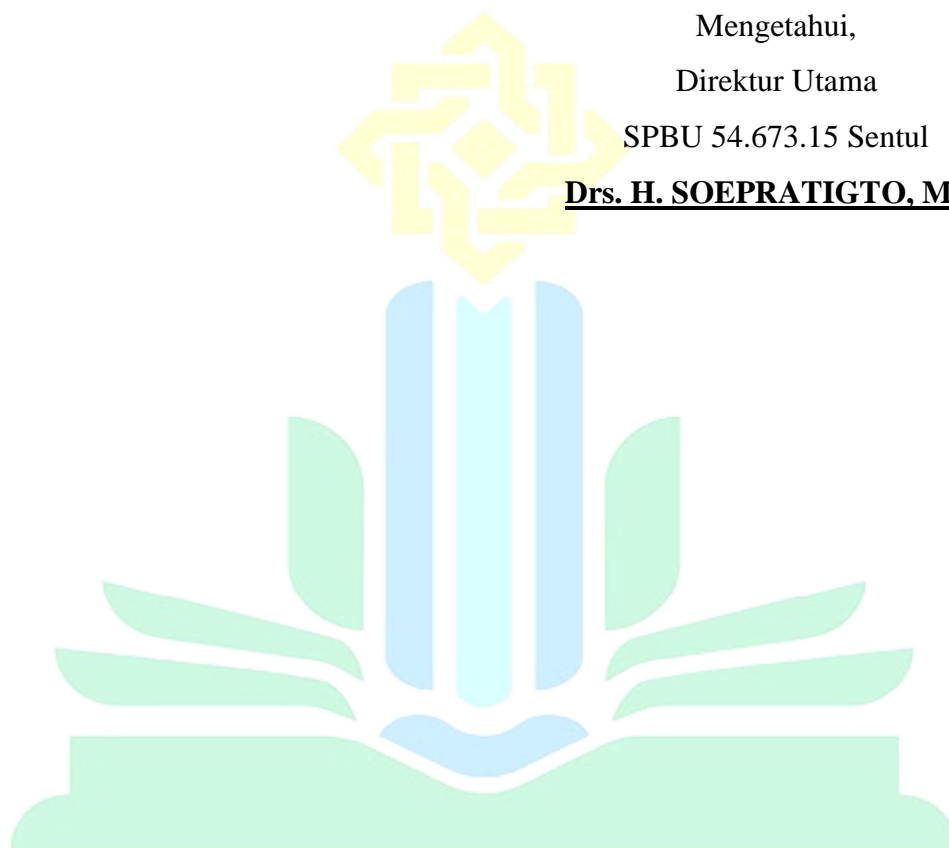 Mengetahui,
Direktur Utama
SPBU 54.673.15 Sentul
Drs. H. SOEPRATIGTO, M